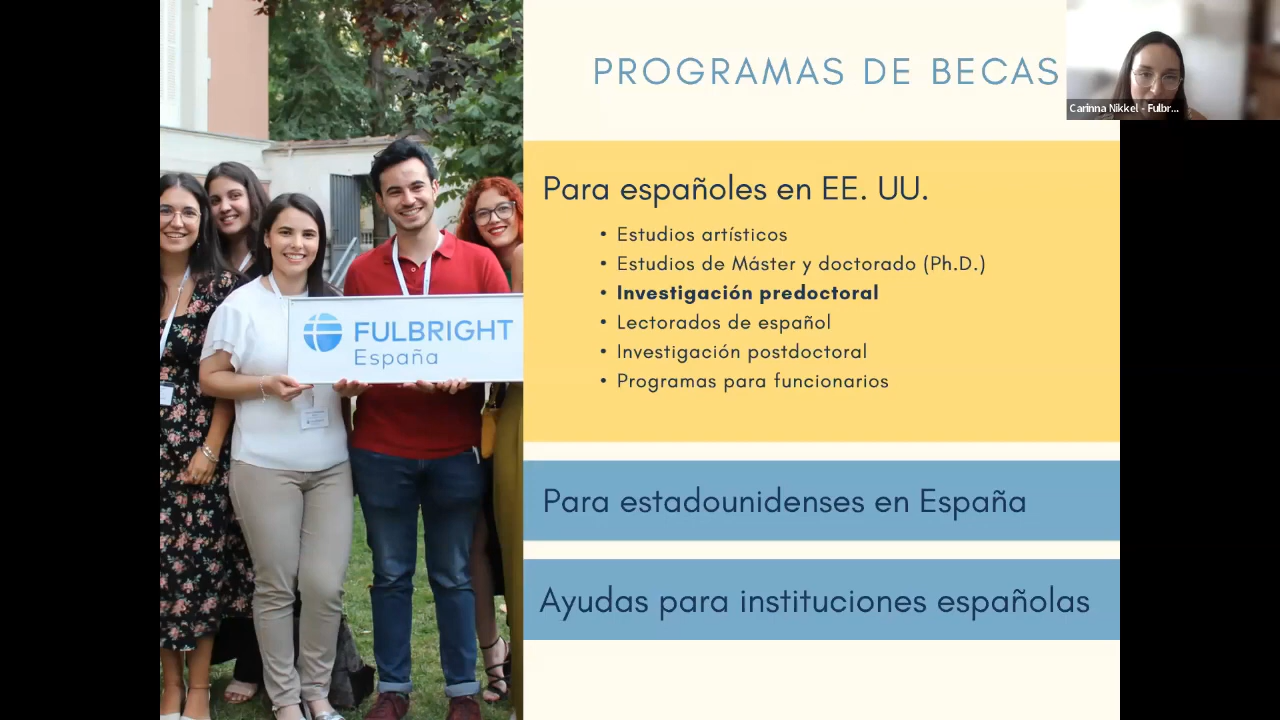 PROGRAMAS DE BECAS
Carinna Nikkel - Fulbr...
Para españoles en EE. UU.
• Estudios artísticos
• Estudios de Máster y doctorado (Ph.D.)
• Investigación predoctoral
• Lectorados de español
• Investigación postdoctoral
• Programas para funcionarios
FULBRIGHT
España
Para estadounidenses en España
Ayudas para instituciones españolas